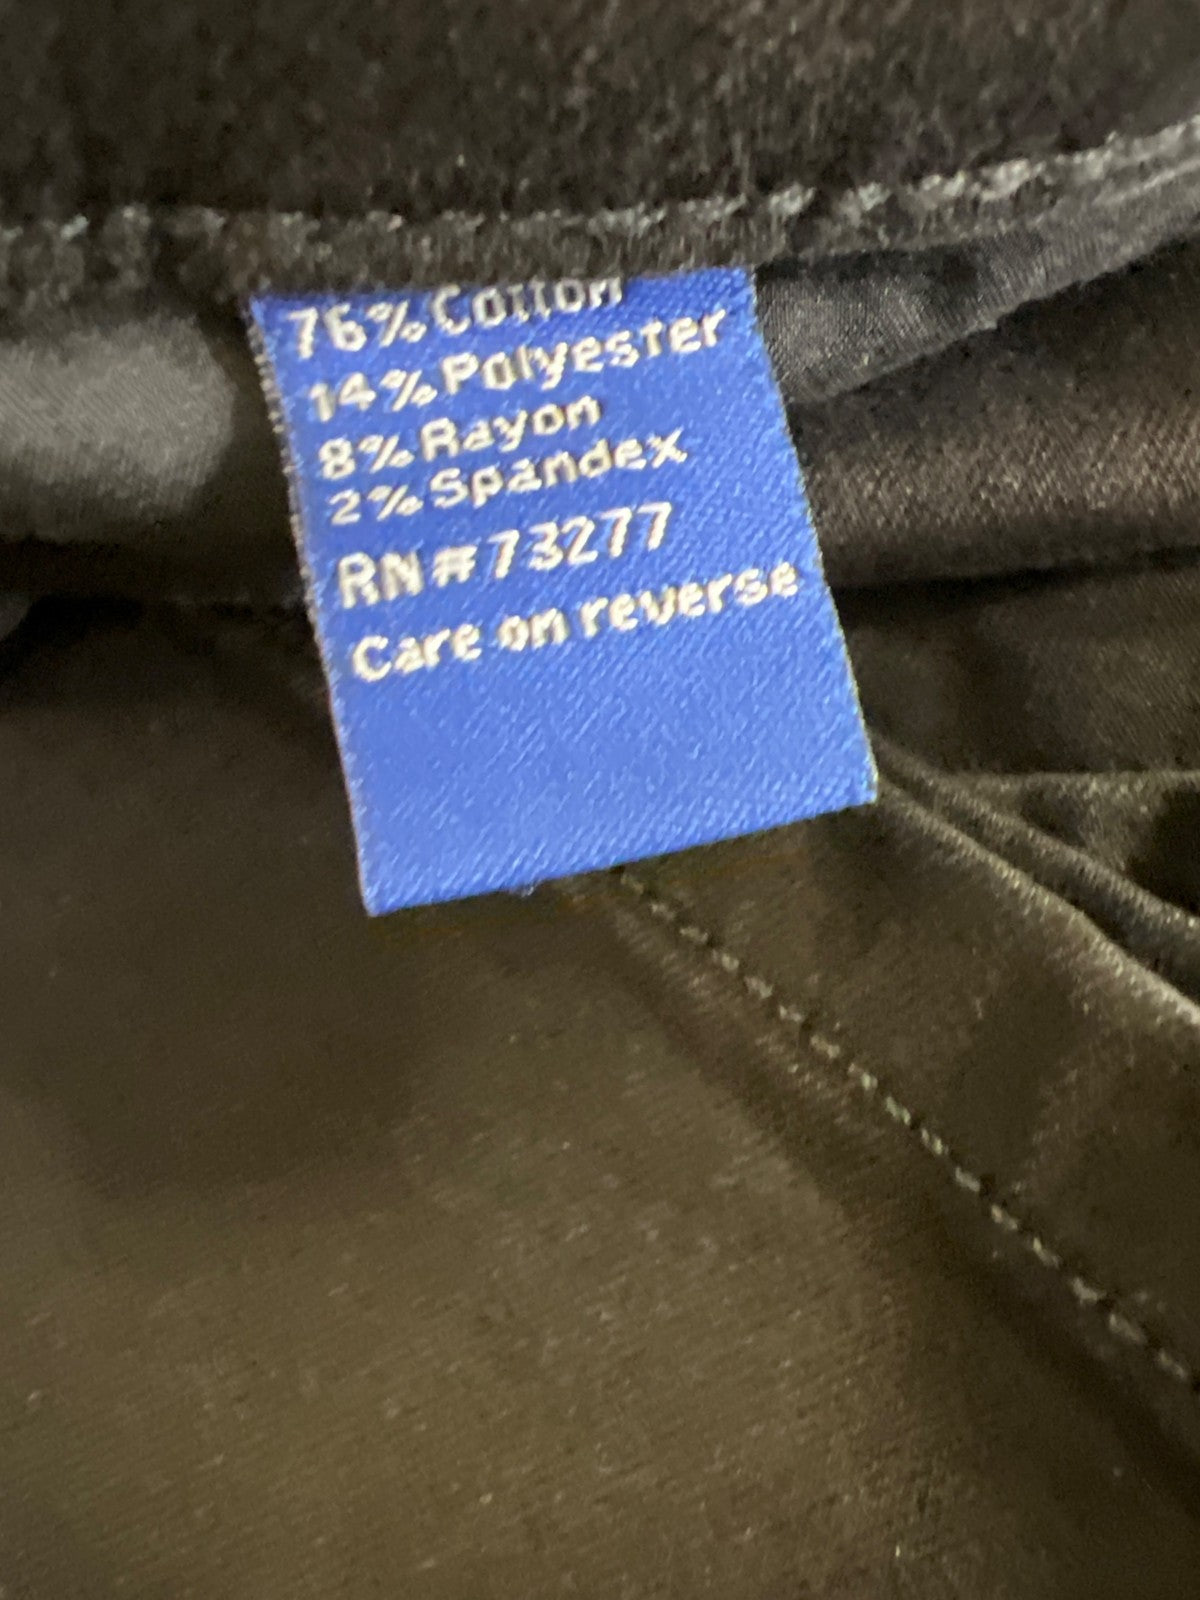 76% Cotton
14% Polyester
8% Rayon
2% Spandex
RN#73277
Care on reverse